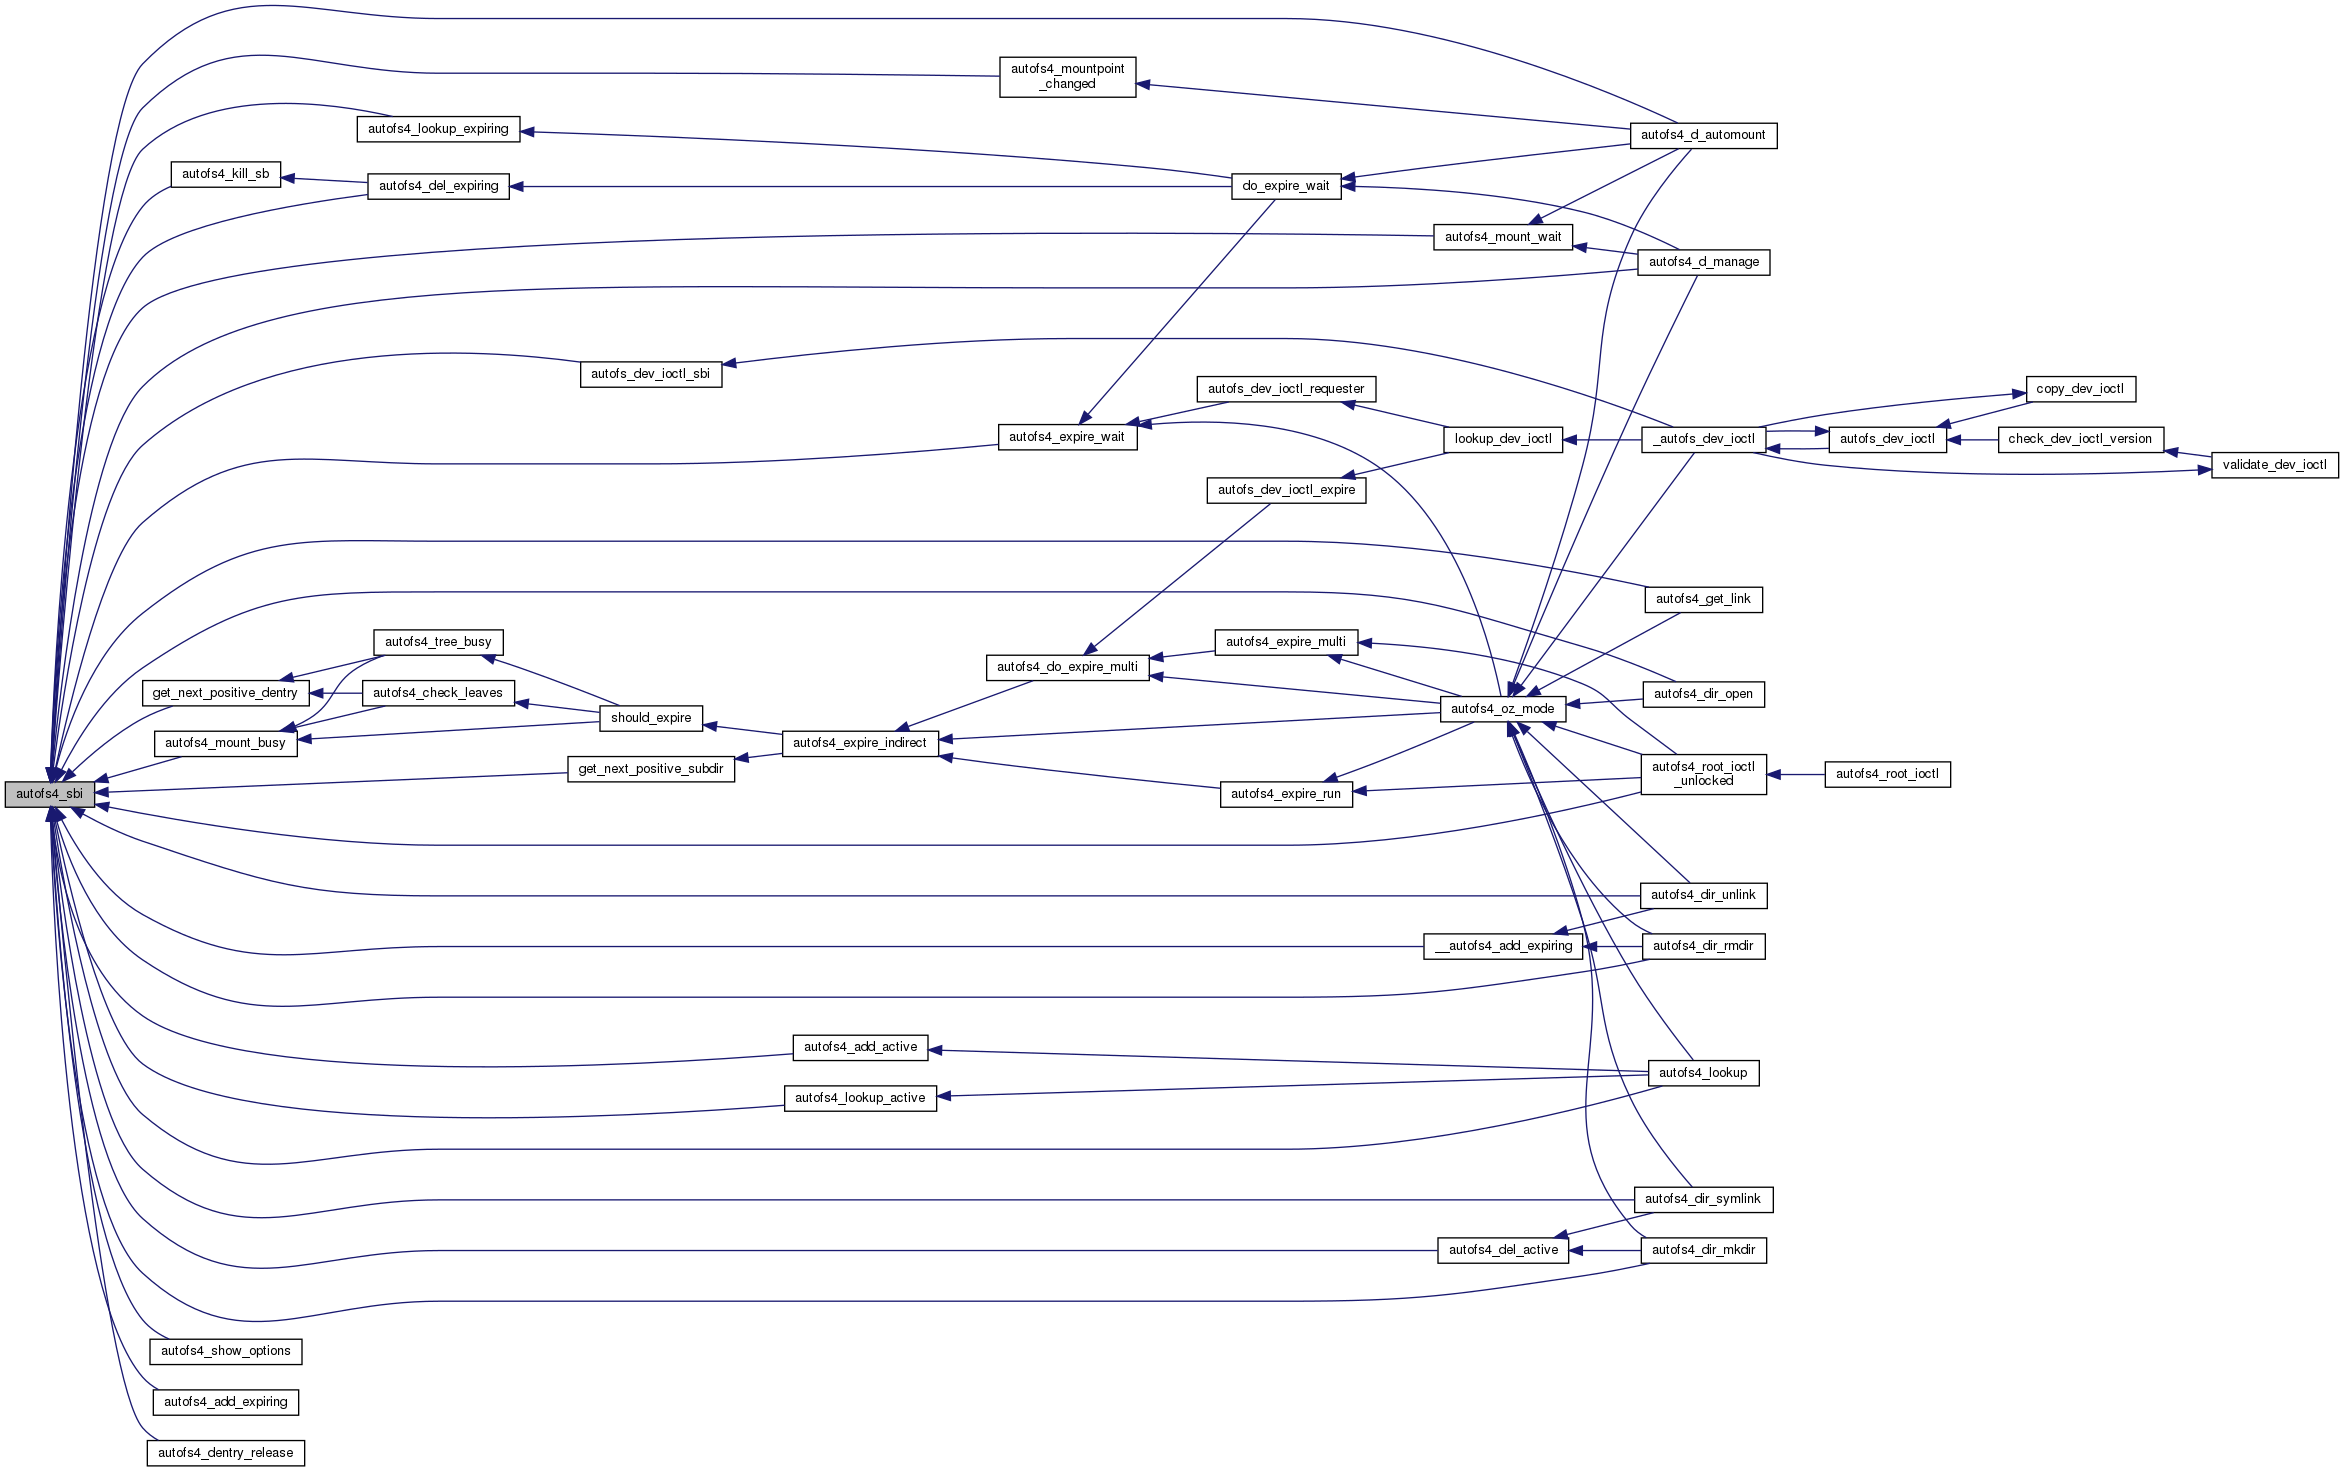 autofs4_mountpoint
_changed
autofs4_lookup_expiring
autofs4_d_automount
autofs4_kill_sb
autofs4_del_expiring
do_expire_wait
autofs4_mount_wait
autofs4_d_manage
autofs_dev_ioctl_sbi
autofs_dev_ioctl_requester
copy_dev_ioctl
autofs4_expire_wait
lookup_dev_ioctl
_autofs_dev_ioctl
autofs_dev_ioctl
check_dev_ioctl_version
validate_dev_ioctl
autofs_dev_ioctl_expire
autofs4_get_link
autofs4_tree_busy
autofs4_expire_multi
autofs4_do_expire_multi
get_next_positive_dentry
autofs4_check_leaves
autofs4_dir_open
should_expire
autofs4_oz_mode
autofs4_mount_busy
autofs4_expire_indirect
get_next_positive_subdir
autofs4_root_ioctl
_unlocked
autofs4_root_ioctl
autofs4_sbi
autofs4_expire_run
autofs4_dir_unlink
__autofs4_add_expiring
autofs4_dir_rmdir
autofs4_add_active
autofs4_lookup
autofs4_lookup_active
autofs4_dir_symlink
autofs4_del_active
autofs4_dir_mkdir
autofs4_show_options
autofs4_add_expiring
autofs4_dentry_release